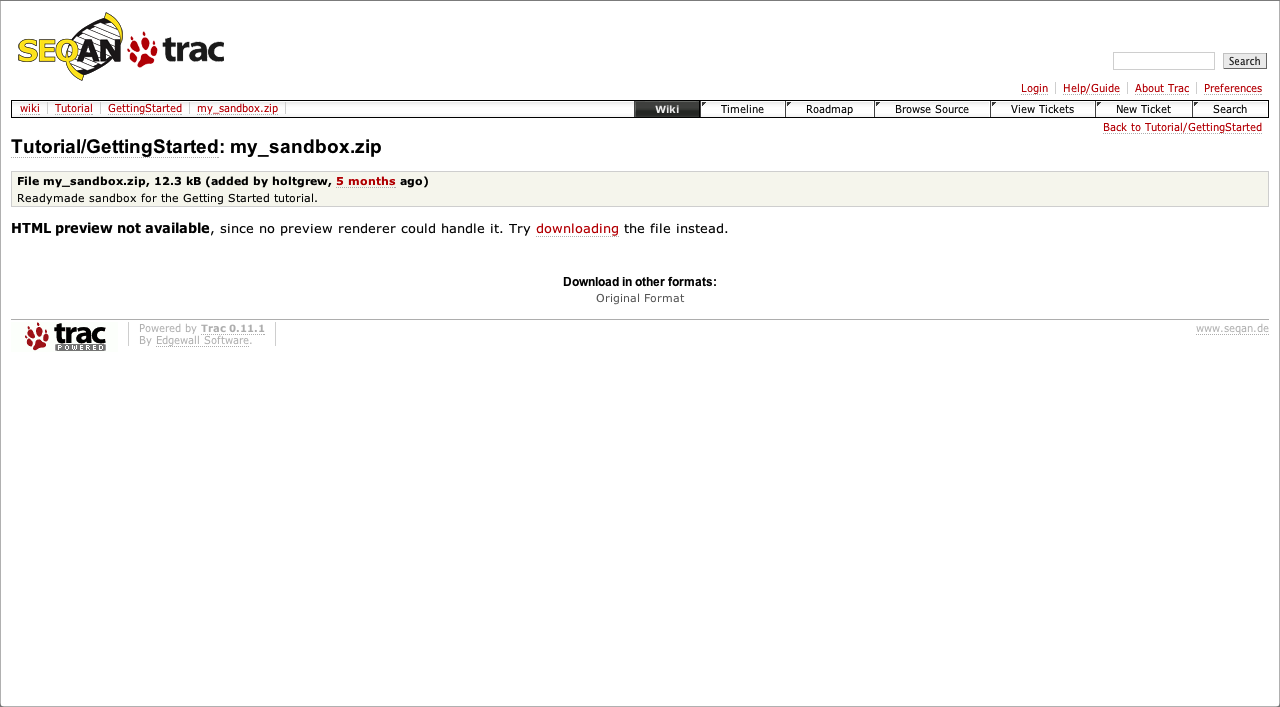 SEQAN trac
Search
Login Help/Guide About Trac Preferences
wiki Tutorial GettingStarted my_sandbox.zip Wiki Timeline Roadmap Browse Source View Tickets New Ticket Search
Back to Tutorial/GettingStarted
Tutorial/GettingStarted: my_sandbox.zip
File my_sandbox.zip, 12.3 kB (added by holtgrew, 5 months ago)
Readymade sandbox for the Getting Started tutorial.
HTML preview not available, since no preview renderer could handle it. Try downloading the file instead.
Download in other formats:
Original Format
trac POWERED
Powered by Trac 0.11.1
By Edgewall Software.
www.seqan.de